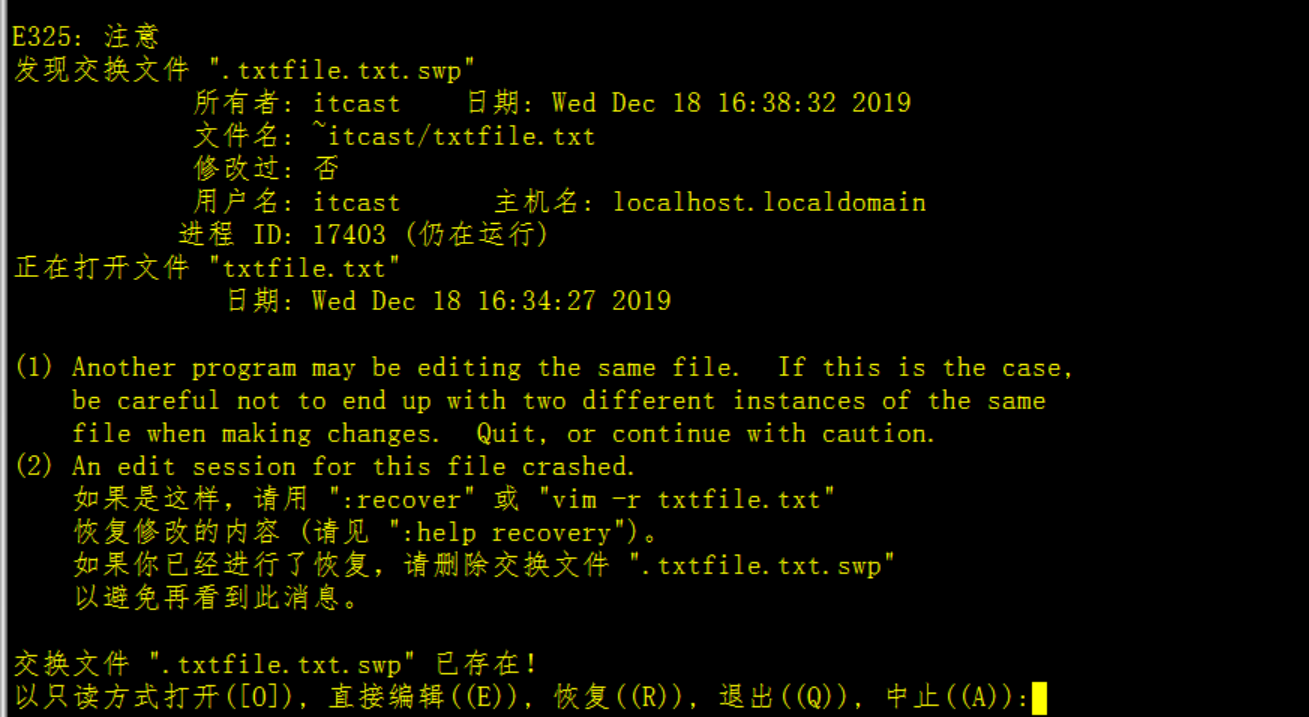 E325: 注意
发现交换文件 ".txtfile.txt.swp"
所有者: itcast 日期: Wed Dec 18 16:38:32 2019
文件名: ~itcast/txtfile.txt
修改过: 否
用户名: itcast 主机名: localhost.localdomain
进程 ID: 17403 (仍在运行)
正在打开文件 "txtfile.txt"
日期: Wed Dec 18 16:34:27 2019
(1) Another program may be editing the same file.  If this is the case,
be careful not to end up with two different instances of the same
file when making changes.  Quit, or continue with caution.
(2) An edit session for this file crashed.
如果是这样，请用 ":recover" 或 "vim -r txtfile.txt"
恢复修改的内容 (请见 ":help recovery")。
如果你已经进行了恢复，请删除交换文件 ".txtfile.txt.swp"
以避免再看到此消息。
交换文件 ".txtfile.txt.swp" 已存在！
以只读方式打开([O]), 直接编辑((E)), 恢复((R)), 退出((Q)), 中止((A)):